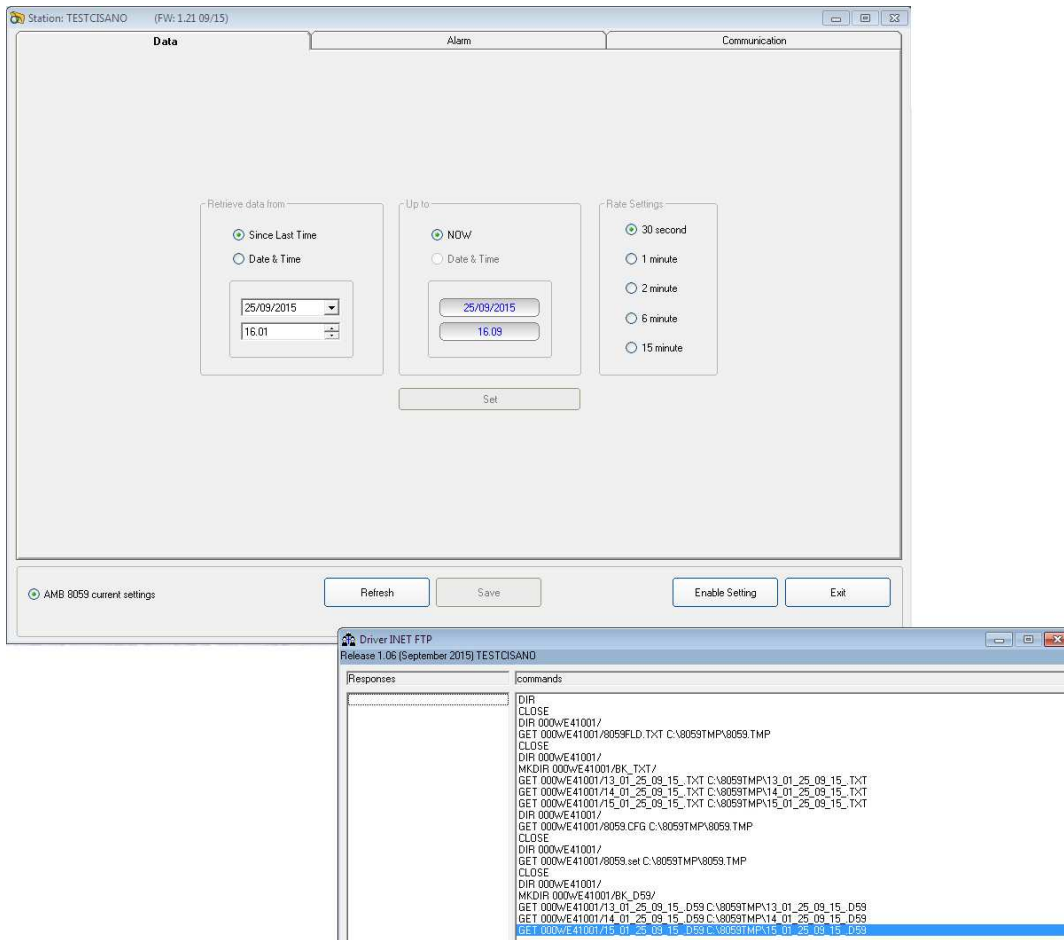 Station: TESTCISANO (FW: 1.21 09/15)
Data Alarm Communication
Retrieve data from Up to Rate Settings
Since Last Time NOW 30 second
Date & Time Date & Time 1 minute
2 minute
25/09/2015 25/09/2015
16.01 16.09 6 minute
15 minute
Set
AMB 8059 current settings Refresh Save Enable Setting Exit
Driver INET FTP
Release 1.06 (September 2015) TESTCISANO
Responses commands
DIR
CLOSE
DIR 000WE41001/
GET 000WE41001/8059FLD.TXT C:\8059TMP\8059.TMP
CLOSE
DIR 000WE41001/
MKDIR 000WE41001/BK_TXT/
GET 000WE41001/13_01_25_09_15_.TXT C:\8059TMP\13_01_25_09_15_.TXT
GET 000WE41001/14_01_25_09_15_.TXT C:\8059TMP\14_01_25_09_15_.TXT
GET 000WE41001/15_01_25_09_15_.TXT C:\8059TMP\15_01_25_09_15_.TXT
DIR 000WE41001/
GET 000WE41001/8059.CFG C:\8059TMP\8059.TMP
CLOSE
DIR 000WE41001/
GET 000WE41001/8059.set C:\8059TMP\8059.TMP
CLOSE
DIR 000WE41001/
MKDIR 000WE41001/BK_D59/
GET 000WE41001/13_01_25_09_15_.D59 C:\8059TMP\13_01_25_09_15_.D59
GET 000WE41001/14_01_25_09_15_.D59 C:\8059TMP\14_01_25_09_15_.D59
GET 000WE41001/15_01_25_09_15_.D59 C:\8059TMP\15_01_25_09_15_.D59